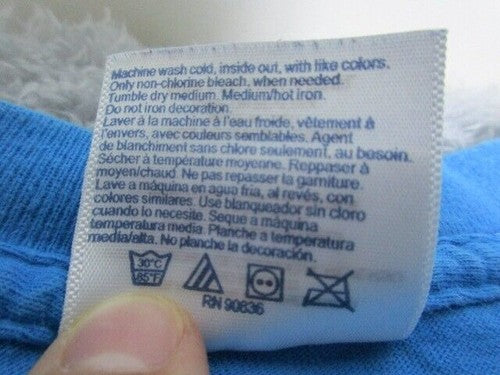 Machine wash cold, inside out, with like colors.
Only non-chlorine bleach, when needed.
Tumble dry medium. Medium/hot iron.
Do not iron decoration.
Laver à la machine à l'eau froide, vêtement à
l'envers, avec couleurs semblables. Agent
de blanchiment sans chlore seulement, au besoin.
Sécher à température moyenne. Reppasser à
moyen/chaud. Ne pas repasser la garniture.
Lave a máquina en agua fria, al revés, con
colores similares. Use blanqueador sin cloro
cuando lo necesite. Seque a máquina
temperatura media. Planche a temperatura
media/alta. No planche la decoración.
30°C
85°F
RN 90836